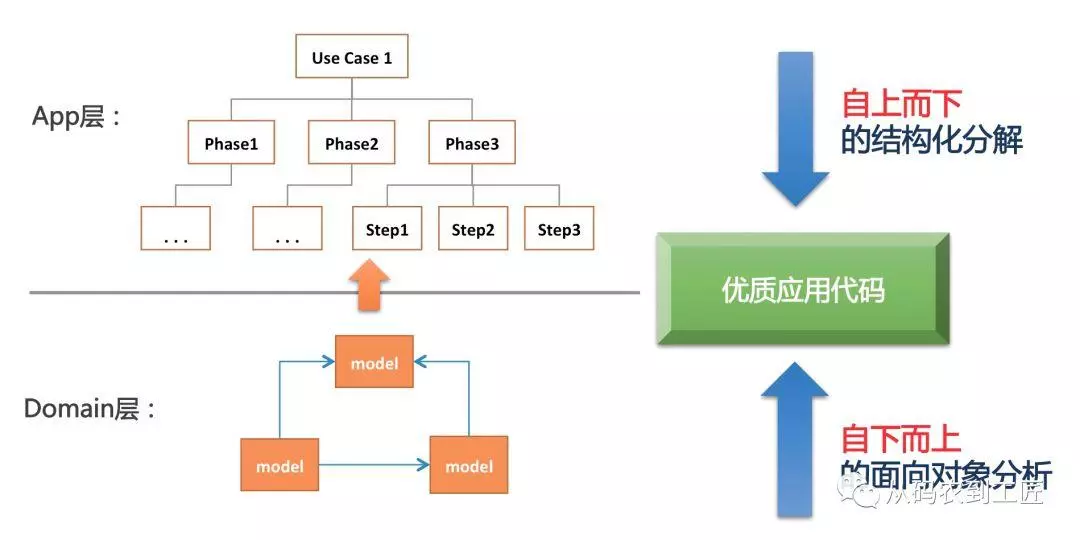 Use Case 1
App层：
Phase1
Phase2
Phase3
...
...
Step1
Step2
Step3
model
Domain层：
model
model
自上而下
的结构化分解
优质应用代码
自下而上
的面向对象分析
从码农到工匠